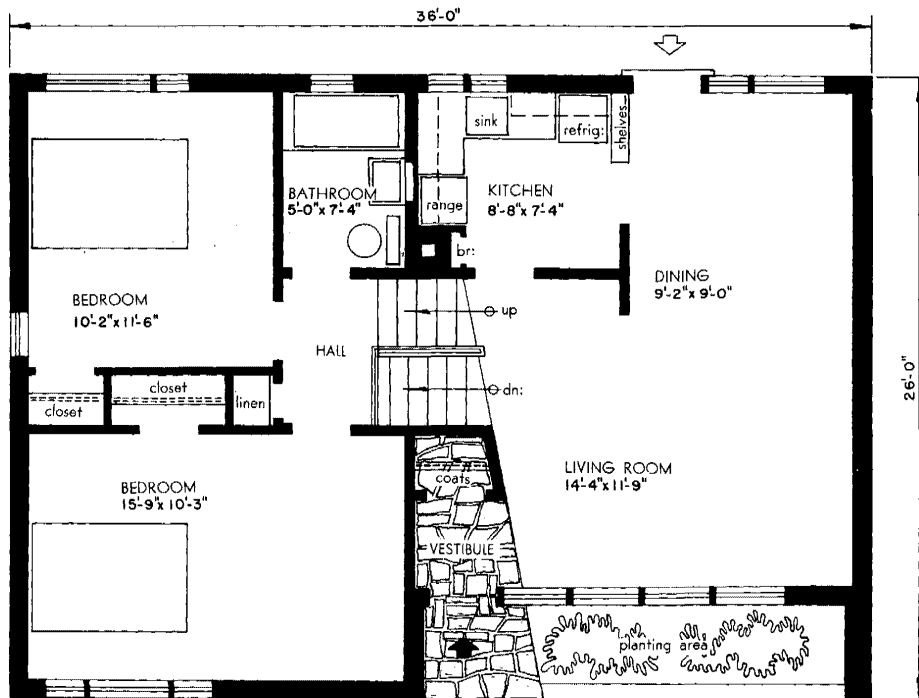 36'-0"
sink
refrig:
shelves
BATHROOM
5'-0" x 7'-4"
range
KITCHEN
8'-8" x 7'-4"
br:
BEDROOM
10'-2" x 11'-6"
DINING
9'-2" x 9'-0"
up
HALL
closet
closet
linen
dn:
26'-0"
BEDROOM
15'-9" x 10'-3"
coats
LIVING ROOM
14'-4" x 11'-9"
VESTIBULE
planting area